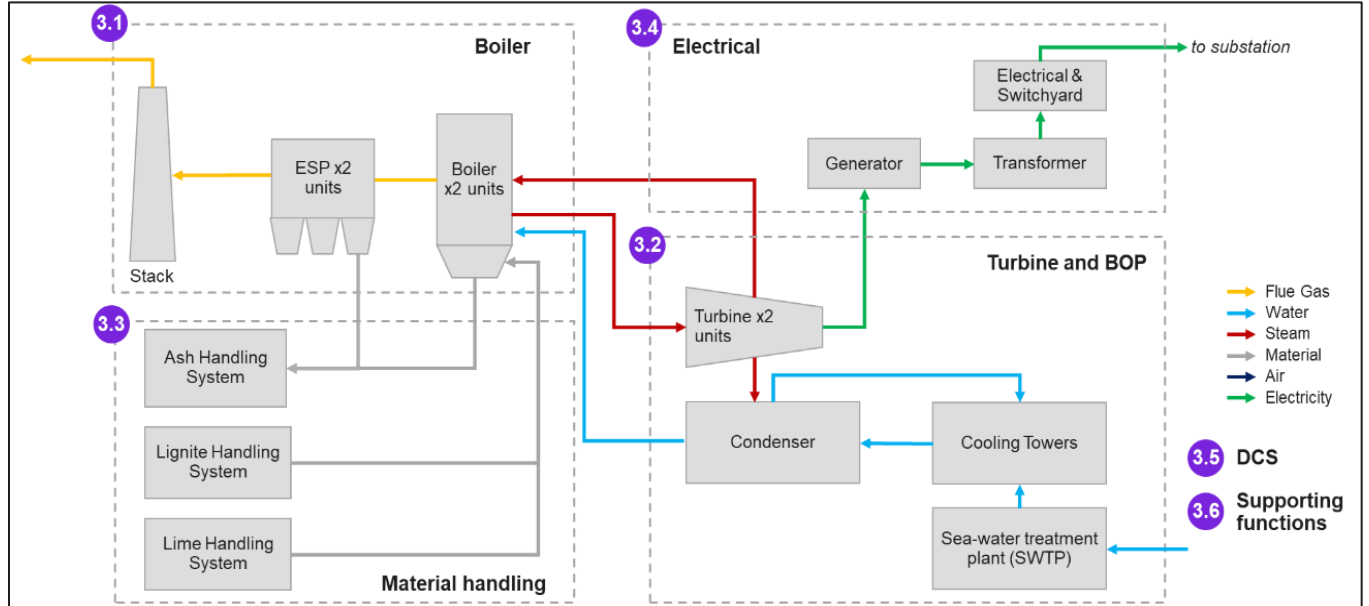 3.1
Boiler
Stack
ESP x2
units
Boiler
x2 units
3.4
Electrical
to substation
Electrical &
Switchyard
Generator
Transformer
3.2
Turbine and BOP
Turbine x2
units
Condenser
Cooling Towers
Sea-water treatment
plant (SWTP)
3.3
Ash Handling
System
Lignite Handling
System
Lime Handling
System
Material handling
Flue Gas
Water
Steam
Material
Air
Electricity
3.5 DCS
3.6 Supporting
functions